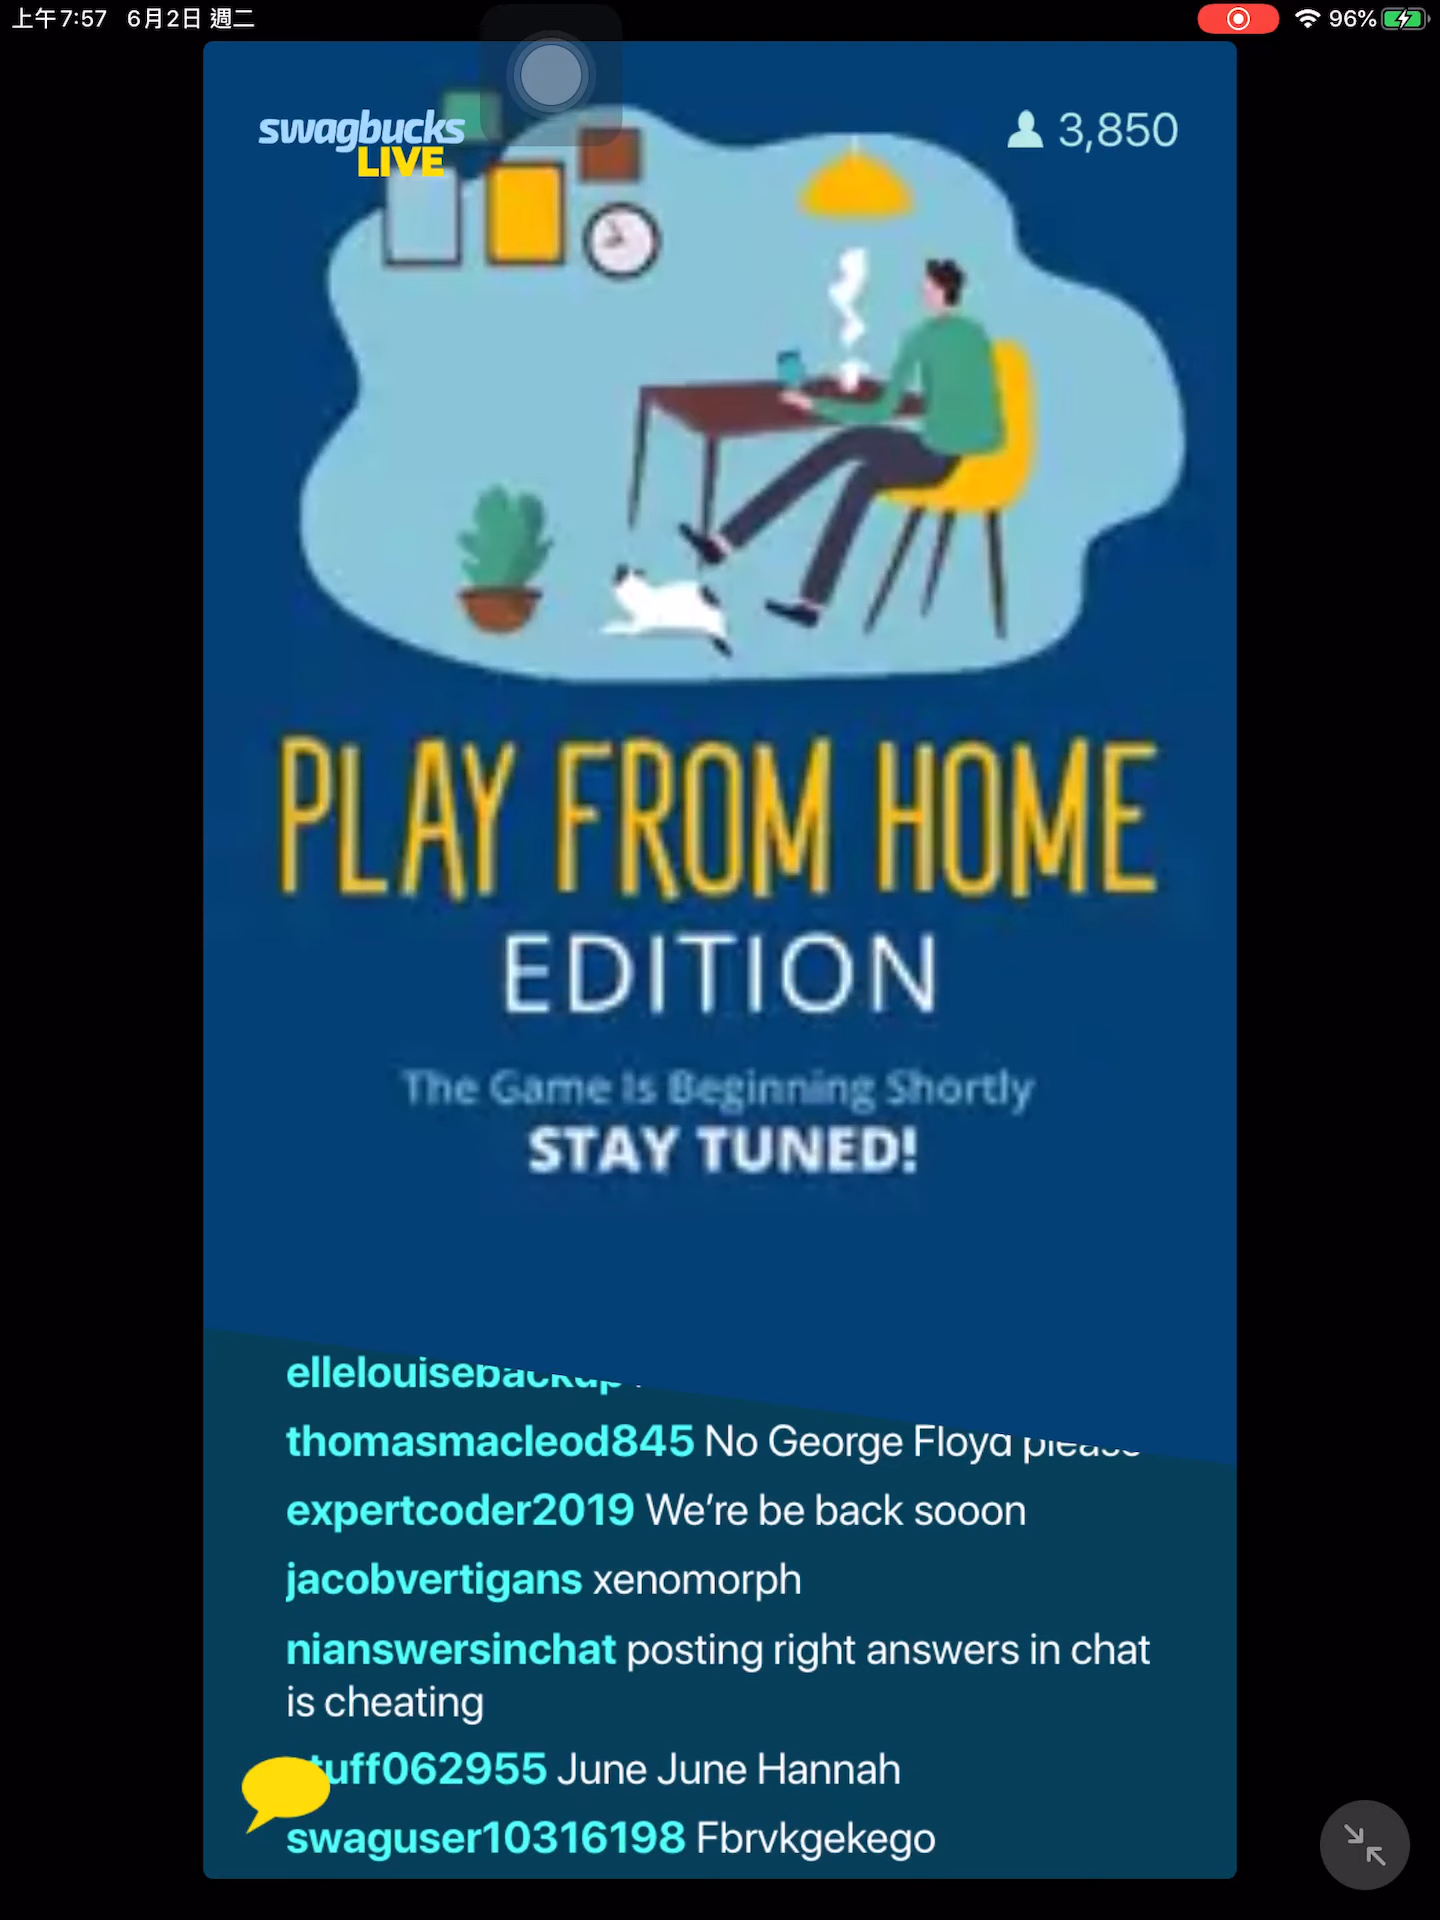 上午7:57 6月2日 週二 96%
swagbucks
LIVE
3,850
PLAY FROM HOME
EDITION
The Game Is Beginning Shortly
STAY TUNED!
ellelouisebackup
thomasmacleod845 No George Floyd please
expertcoder2019 We’re be back sooon
jacobvertigans xenomorph
nianswersinchat posting right answers in chat
is cheating
tuff062955 June June Hannah
swaguser10316198 Fbrvkgekego